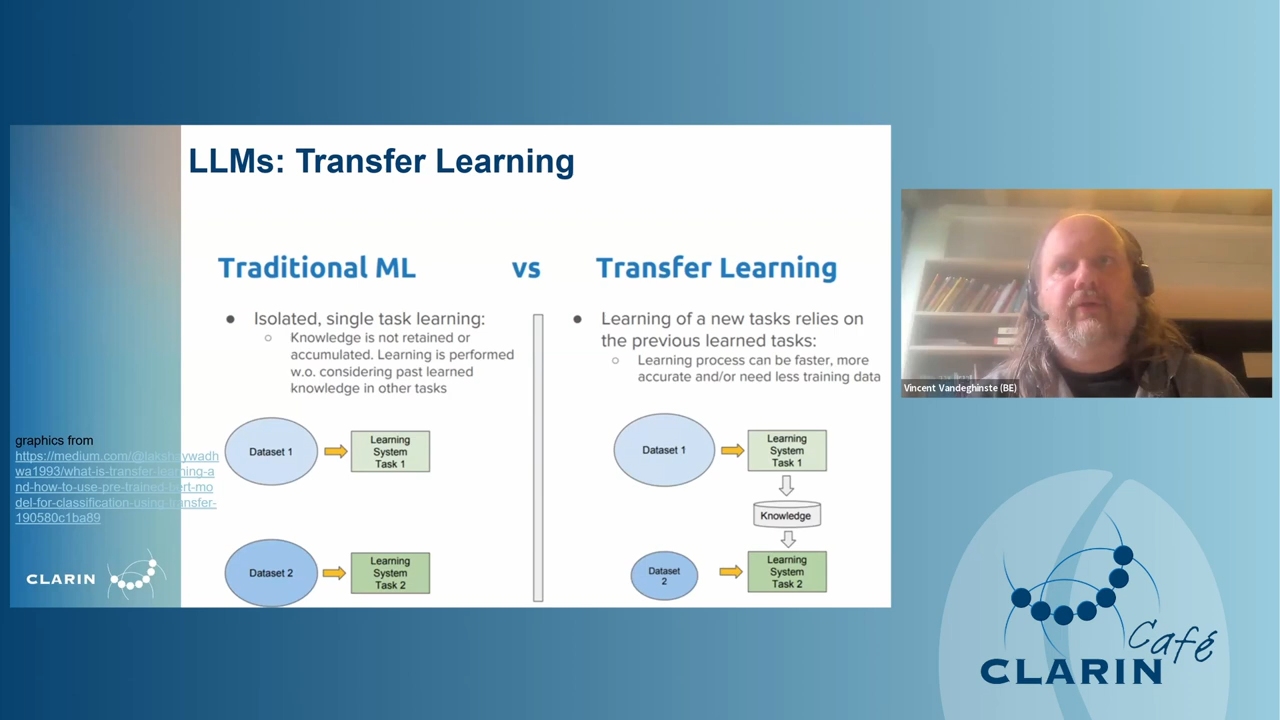 LLMs: Transfer Learning
Traditional ML vs Transfer Learning
● Isolated, single task learning:
○ Knowledge is not retained or
accumulated. Learning is performed
w.o. considering past learned
knowledge in other tasks
Dataset 1
Learning
System
Task 1
Dataset 2
Learning
System
Task 2
● Learning of a new tasks relies on
the previous learned tasks:
○ Learning process can be faster, more
accurate and/or need less training data
Dataset 1
Learning
System
Task 1
Knowledge
Dataset
2
Learning
System
Task 2
graphics from
https://medium.com/@lakshaywadh
wa1993/what-is-transfer-learning-a
nd-how-to-use-pre-trained-bert-mo
del-for-classification-using-transfer-
190580c1ba89
CLARIN
Vincent Vandeghinste (BE)
Café
CLARIN